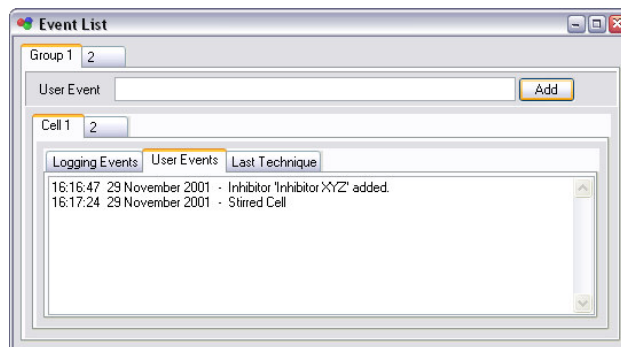 Event List
Group 1 2
User Event Add
Cell 1 2
Logging Events User Events Last Technique
16:16:47 29 November 2001 - Inhibitor 'Inhibitor XYZ' added.
16:17:24 29 November 2001 - Stirred Cell